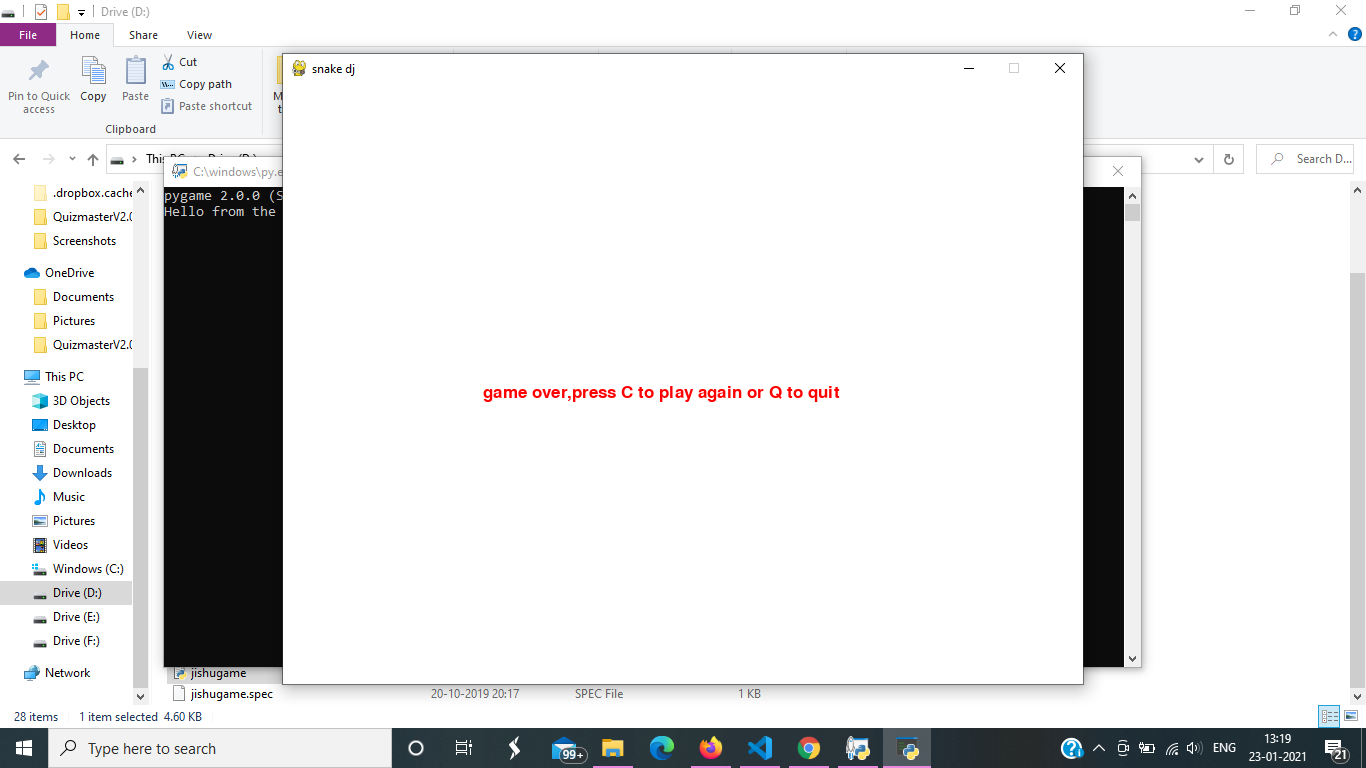 Drive (D:)
File Home Share View
Pin to Quick access
Copy
Paste
Cut
Copy path
Paste shortcut
Clipboard
snake dj
Search D...
C:\windows\py.e
pygame 2.0.0 (S
Hello from the
.dropbox.cache
QuizmasterV2.0
Screenshots
OneDrive
Documents
Pictures
QuizmasterV2.0
This PC
3D Objects
Desktop
Documents
Downloads
Music
Pictures
Videos
Windows (C:)
Drive (D:)
Drive (E:)
Drive (F:)
Network
game over,press C to play again or Q to quit
jishugame
jishugame.spec 20-10-2019 20:17 SPEC File 1 KB
28 items 1 item selected 4.60 KB
Type here to search
99+
ENG
13:19
23-01-2021
21